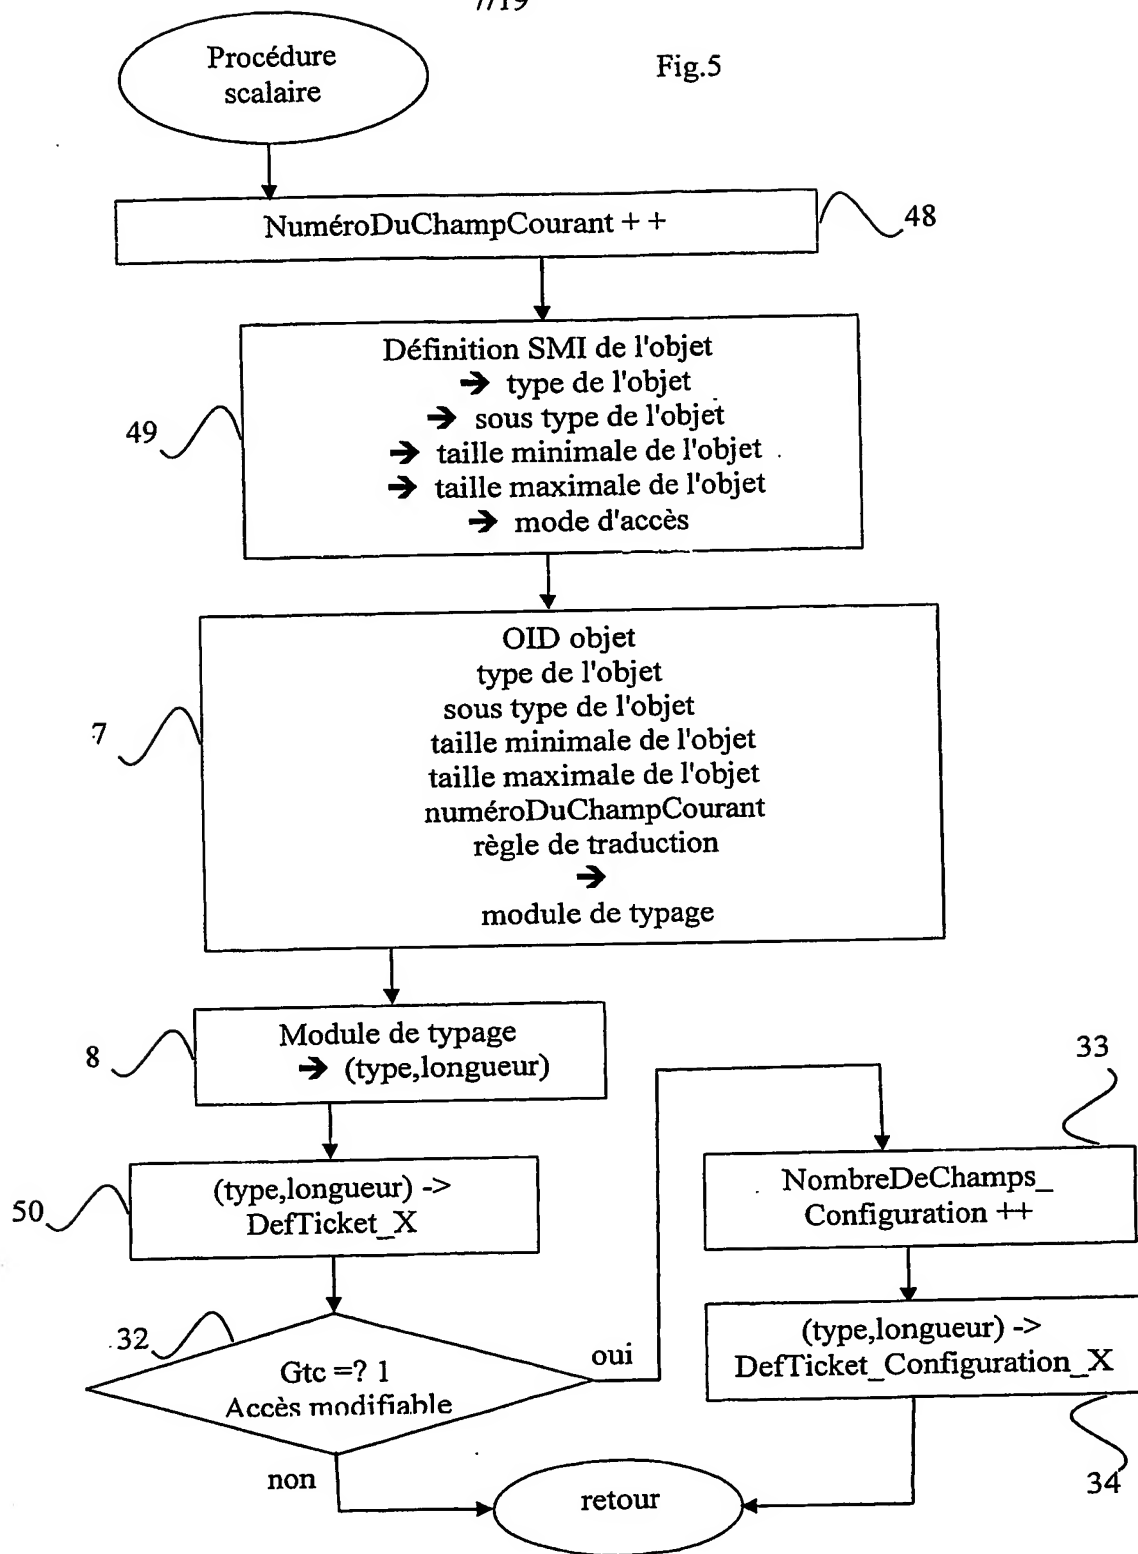 7/19
Fig.5
Procédure
scalaire
NuméroDuChampCourant + +
48
Définition SMI de l'objet
➔ type de l'objet
➔ sous type de l'objet
➔ taille minimale de l'objet
➔ taille maximale de l'objet
➔ mode d'accès
49
OID objet
type de l'objet
sous type de l'objet
taille minimale de l'objet
taille maximale de l'objet
numéroDuChampCourant
règle de traduction
➔
module de typage
7
Module de typage
➔ (type,longueur)
8
(type,longueur) ->
DefTicket_X
50
32
Gtc =? 1
Accès modifiable
oui
non
33
NombreDeChamps_
Configuration ++
(type,longueur) ->
DefTicket_Configuration_X
34
retour